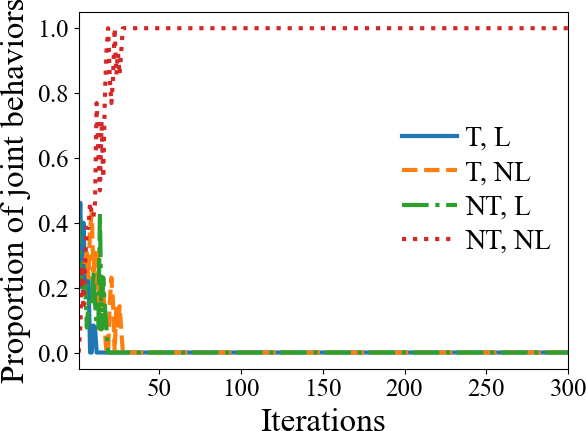 Proportion of joint behaviors
1.0
0.8
0.6
0.4
0.2
0.0
T, L
T, NL
NT, L
NT, NL
50 100 150 200 250 300
Iterations